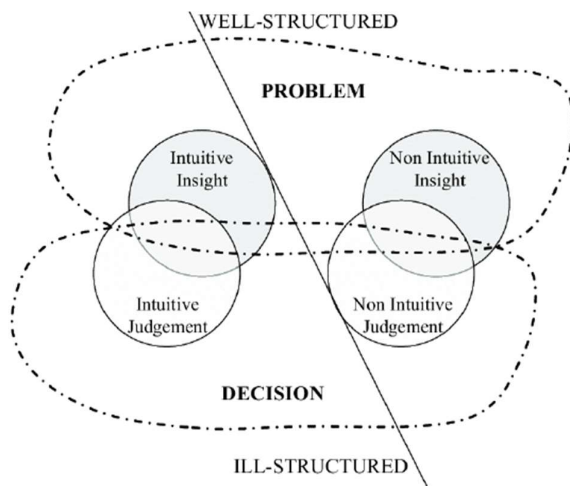 WELL-STRUCTURED
PROBLEM
Intuitive
Insight
Non Intuitive
Insight
Intuitive
Judgement
Non Intuitive
Judgement
DECISION
ILL-STRUCTURED